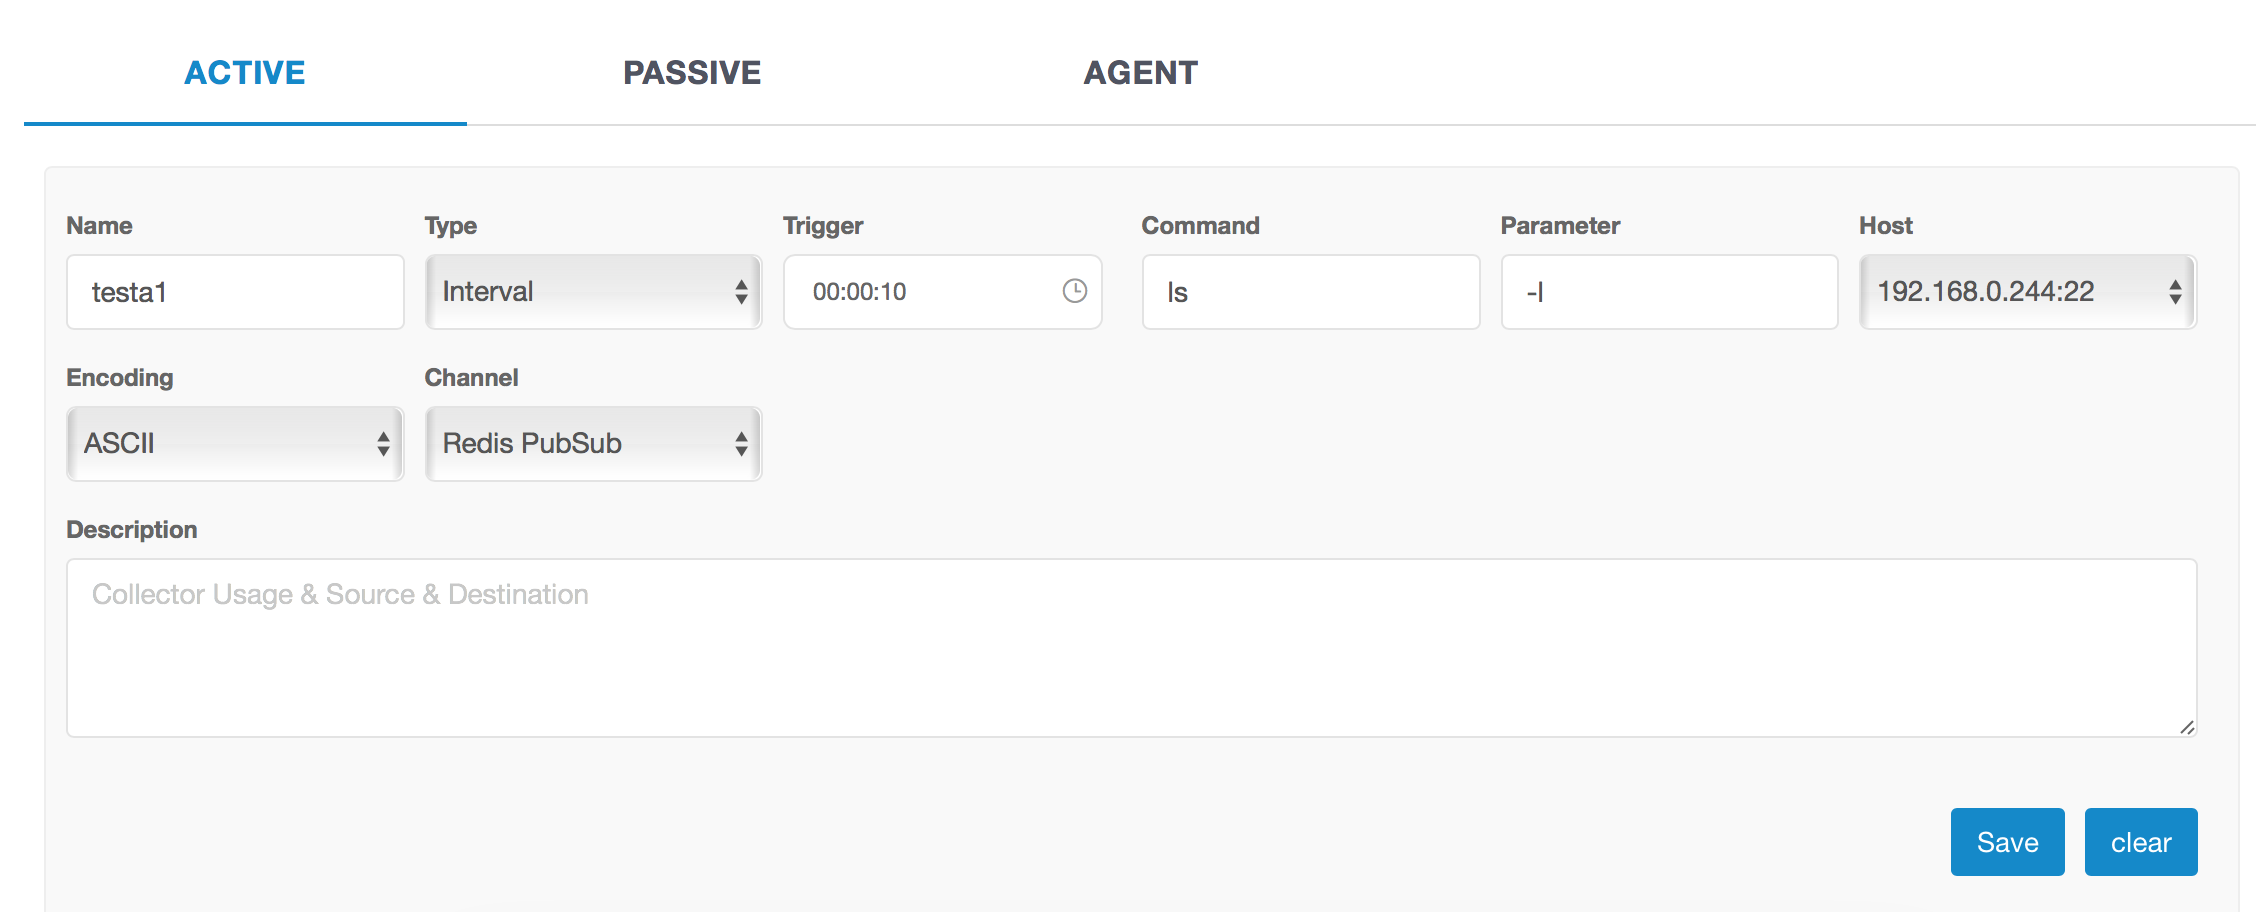 ACTIVE PASSIVE AGENT
Name Type Trigger Command Parameter Host
testa1 Interval 00:00:10 ls -l 192.168.0.244:22
Encoding Channel
ASCII Redis PubSub
Description
Collector Usage & Source & Destination
Save clear